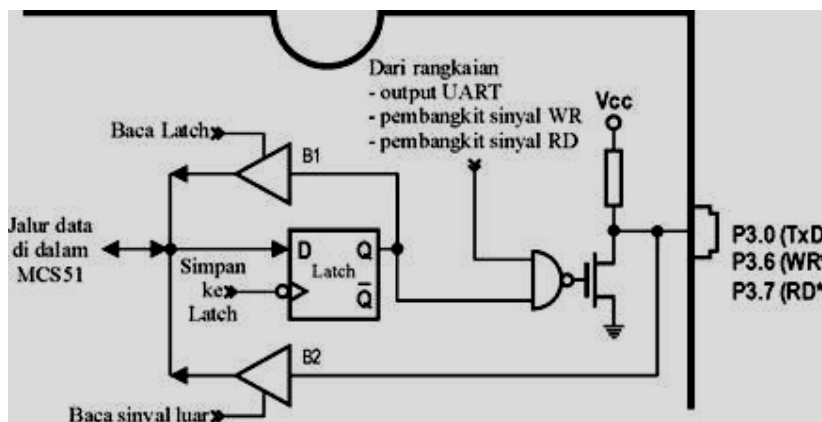 Dari rangkaian
- output UART
- pembangkit sinyal WR
- pembangkit sinyal RD
Vcc
Baca Latch
B1
Jalur data
di dalam
MCS51
D
Q
Latch
Q
Simpan
ke
Latch
P3.0 (TxD
P3.6 (WR*
P3.7 (RD*
B2
Baca sinyal luar